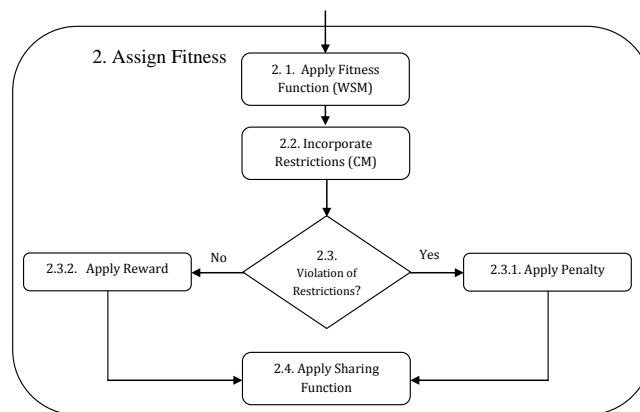 2. Assign Fitness
2. 1. Apply Fitness
Function (WSM)
2.2. Incorporate
Restrictions (CM)
2.3.
Violation of
Restrictions?
No
Yes
2.3.2. Apply Reward
2.3.1. Apply Penalty
2.4. Apply Sharing
Function